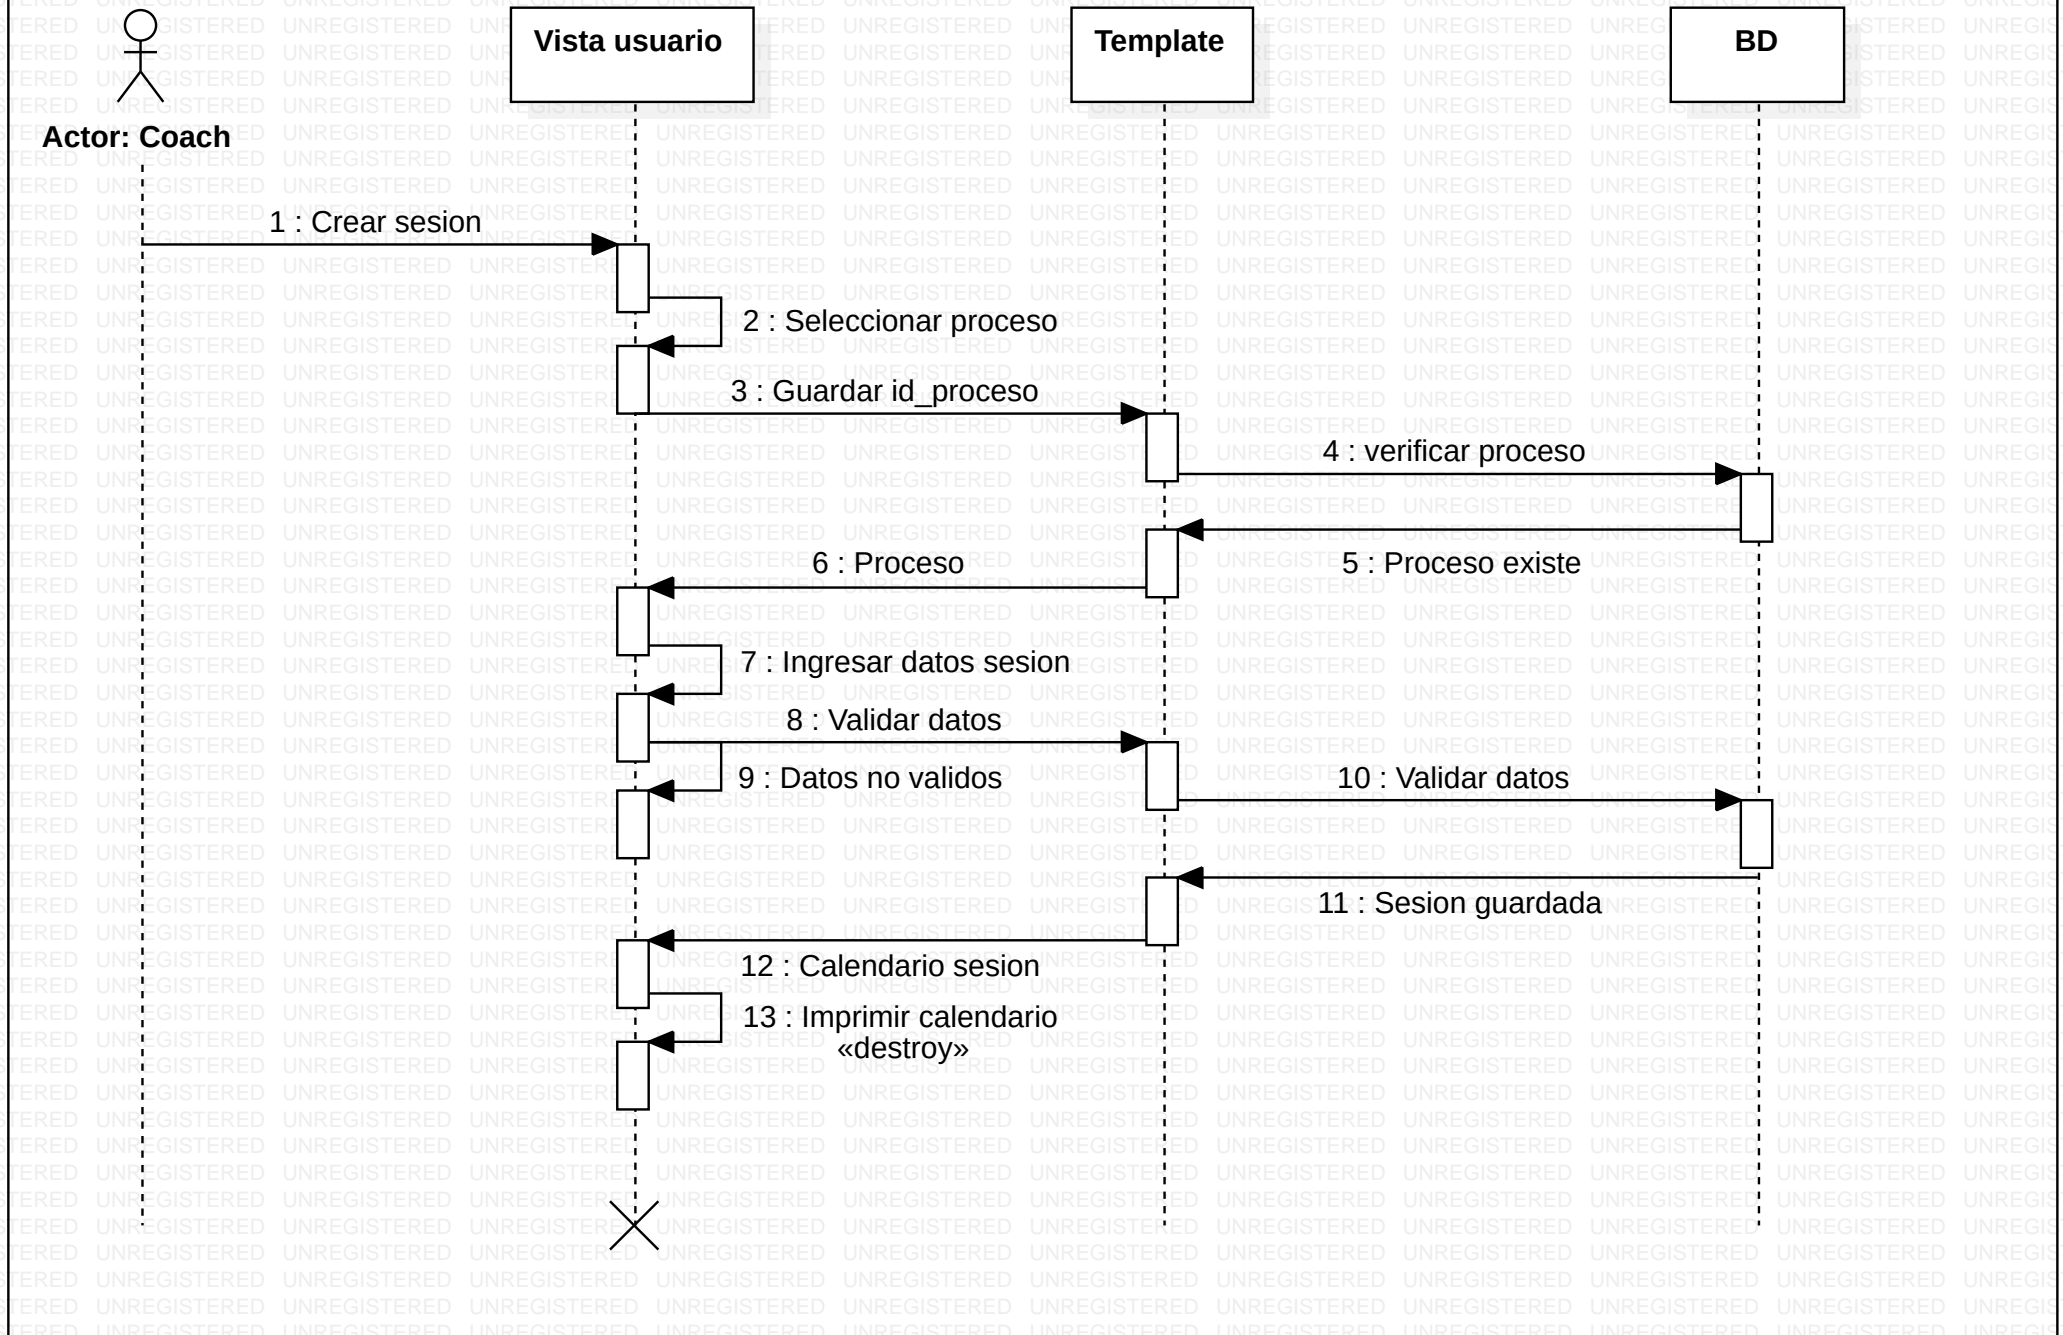 Vista usuario
Template
BD
Actor: Coach
1 : Crear sesion
2 : Seleccionar proceso
3 : Guardar id_proceso
4 : verificar proceso
5 : Proceso existe
6 : Proceso
7 : Ingresar datos sesion
8 : Validar datos
9 : Datos no validos
10 : Validar datos
11 : Sesion guardada
12 : Calendario sesion
13 : Imprimir calendario
«destroy»
UNREGISTERED